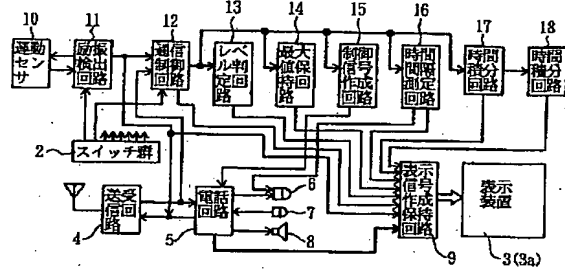 10
運動センサ
11
励振検出回路
12
通信制御回路
13
レベル判定回路
14
最大値保持回路
15
制御信号作成回路
16
時間測定回路
17
時間積分回路
18
時間積分回路
2
スイッチ群
4
送受信回路
5
電話回路
6
7
8
表示信号作成保持回路
9
表示装置
3(3a)